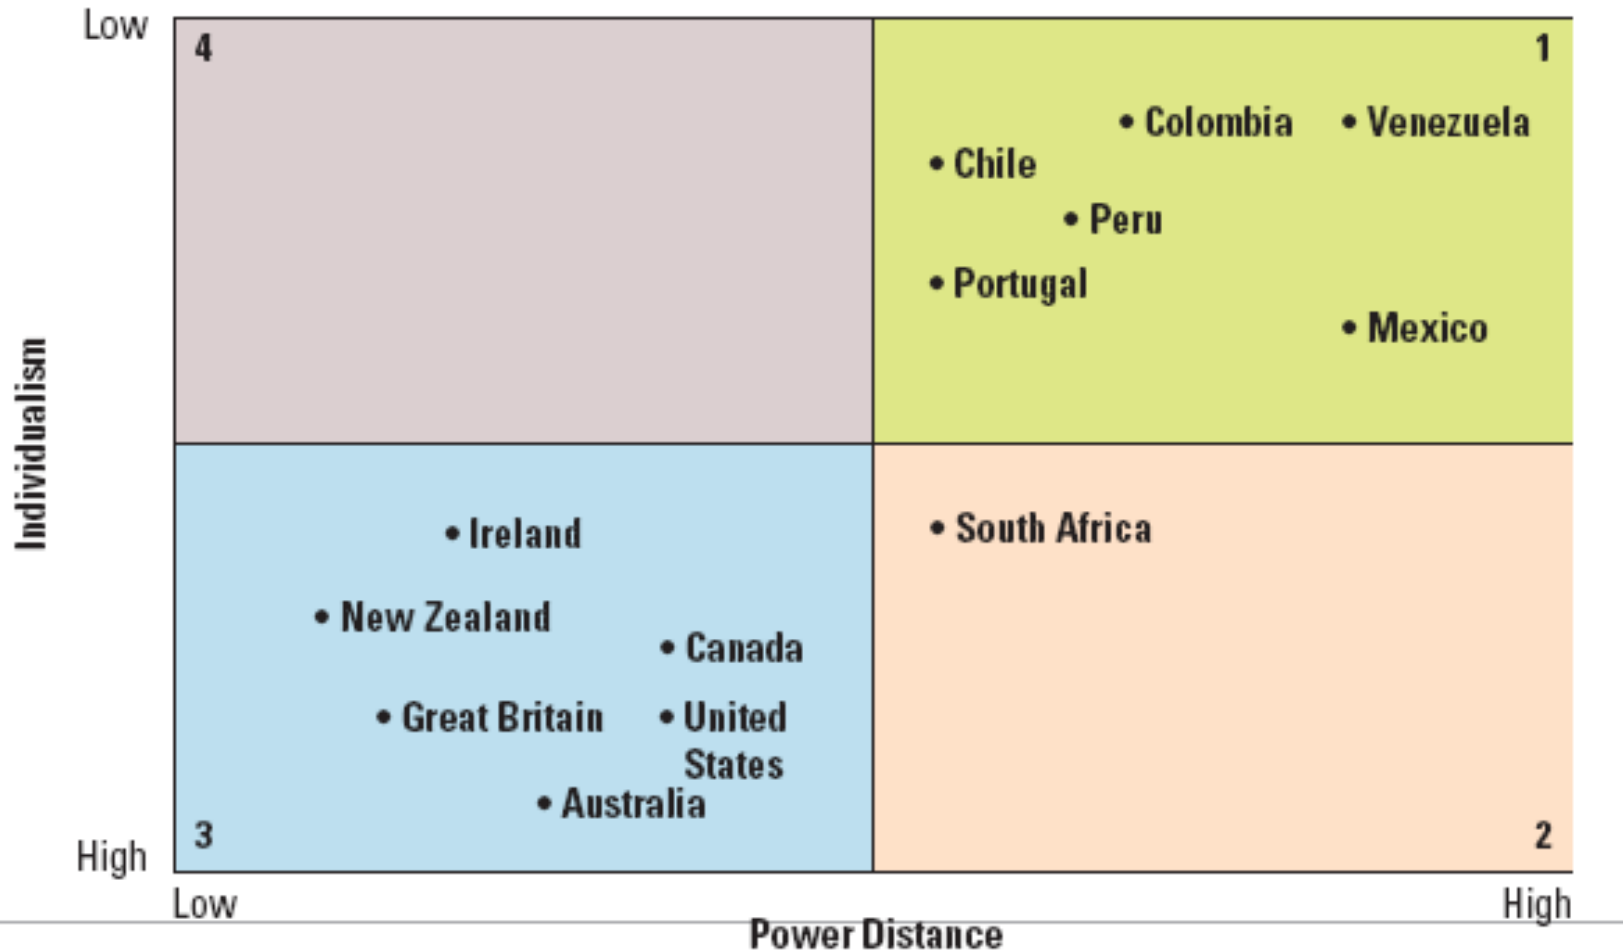 Low
4
1
• Colombia
• Venezuela
• Chile
• Peru
• Portugal
• Mexico
Individualism
• Ireland
• South Africa
• New Zealand
• Canada
• Great Britain
• United
States
• Australia
3
2
High
Low
High
Power Distance